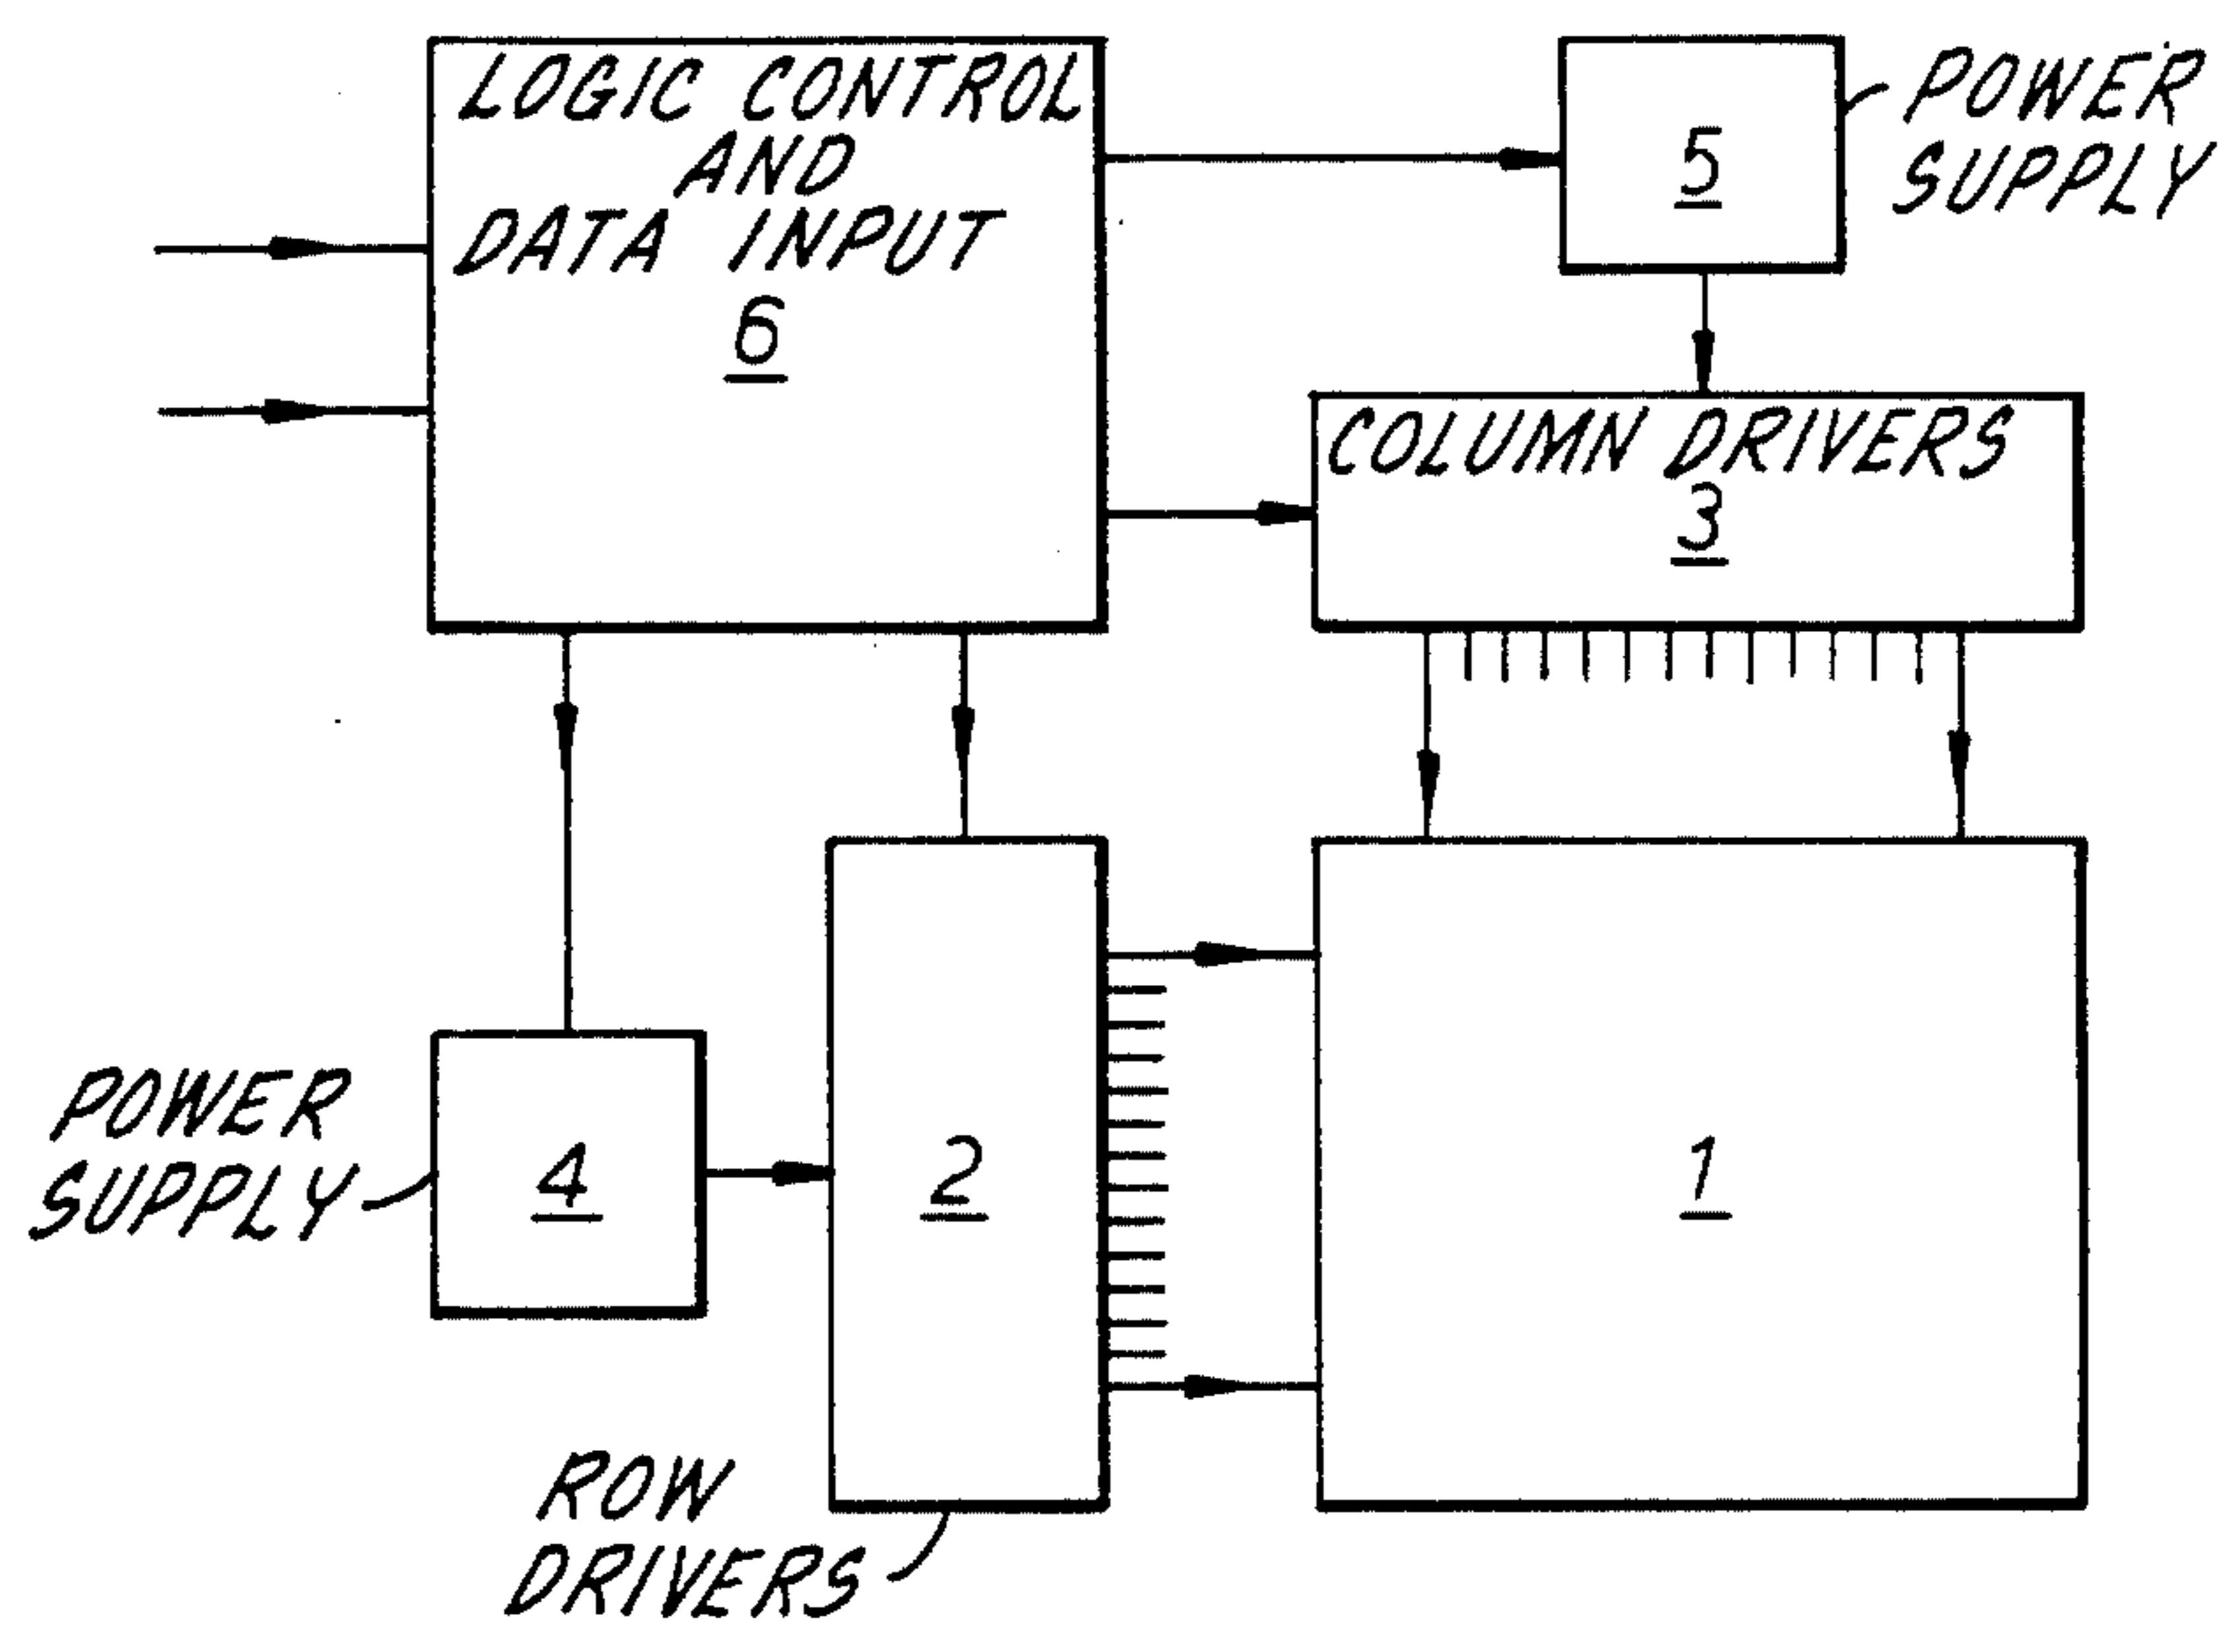 LOGIC CONTROL
AND
DATA INPUT
6
5
POWER
SUPPLY
COLUMN DRIVERS
3
POWER
SUPPLY
4
2
1
ROW
DRIVERS